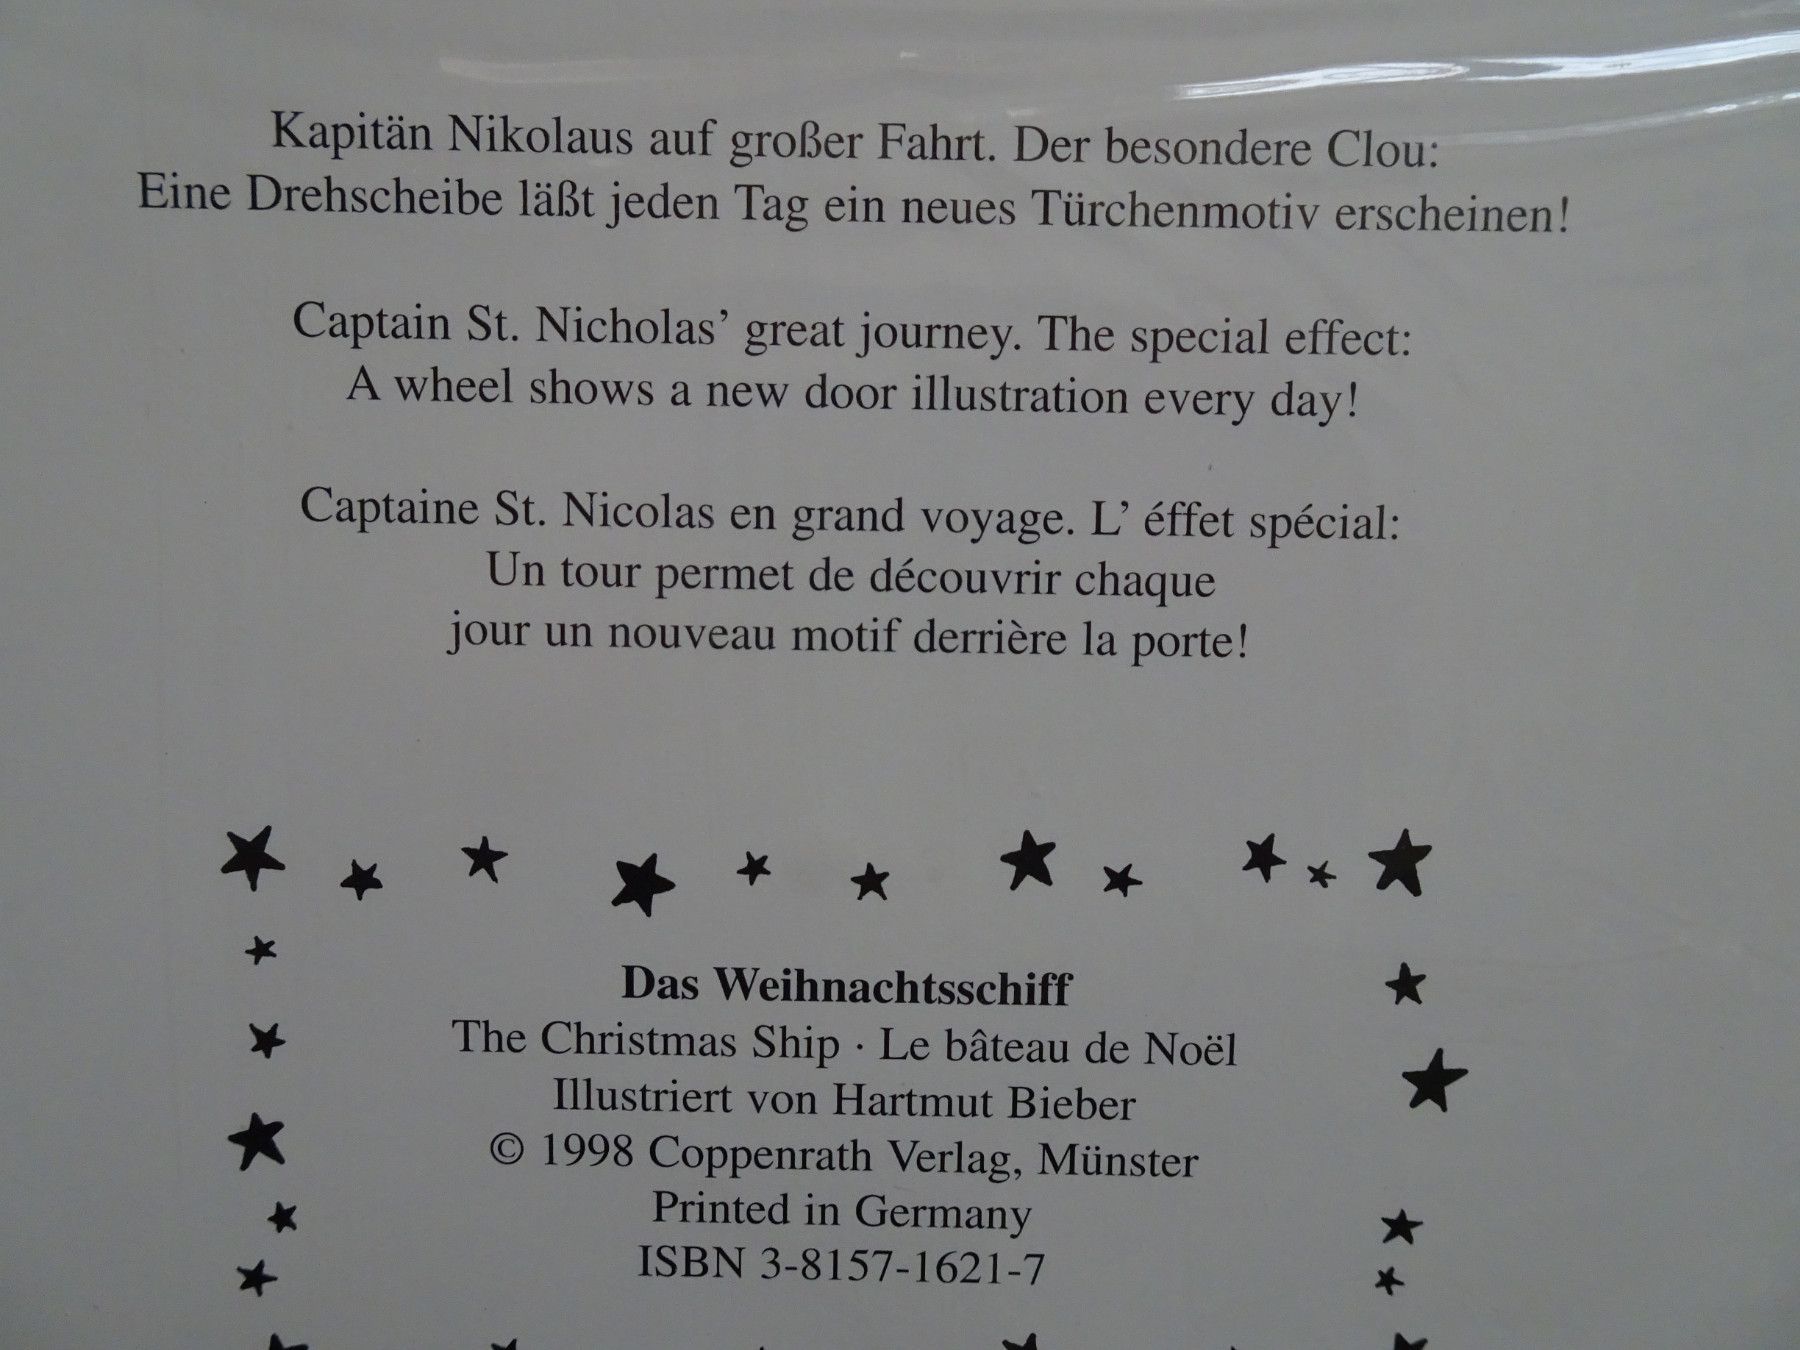 Kapitän Nikolaus auf großer Fahrt. Der besondere Clou:
Eine Drehscheibe läßt jeden Tag ein neues Türchenmotiv erscheinen!
Captain St. Nicholas’ great journey. The special effect:
A wheel shows a new door illustration every day!
Captaine St. Nicolas en grand voyage. L’ éffet spécial:
Un tour permet de découvrir chaque
jour un nouveau motif derrière la porte!
Das Weihnachtsschiff
The Christmas Ship · Le bâteau de Noël
Illustriert von Hartmut Bieber
© 1998 Coppenrath Verlag, Münster
Printed in Germany
ISBN 3-8157-1621-7